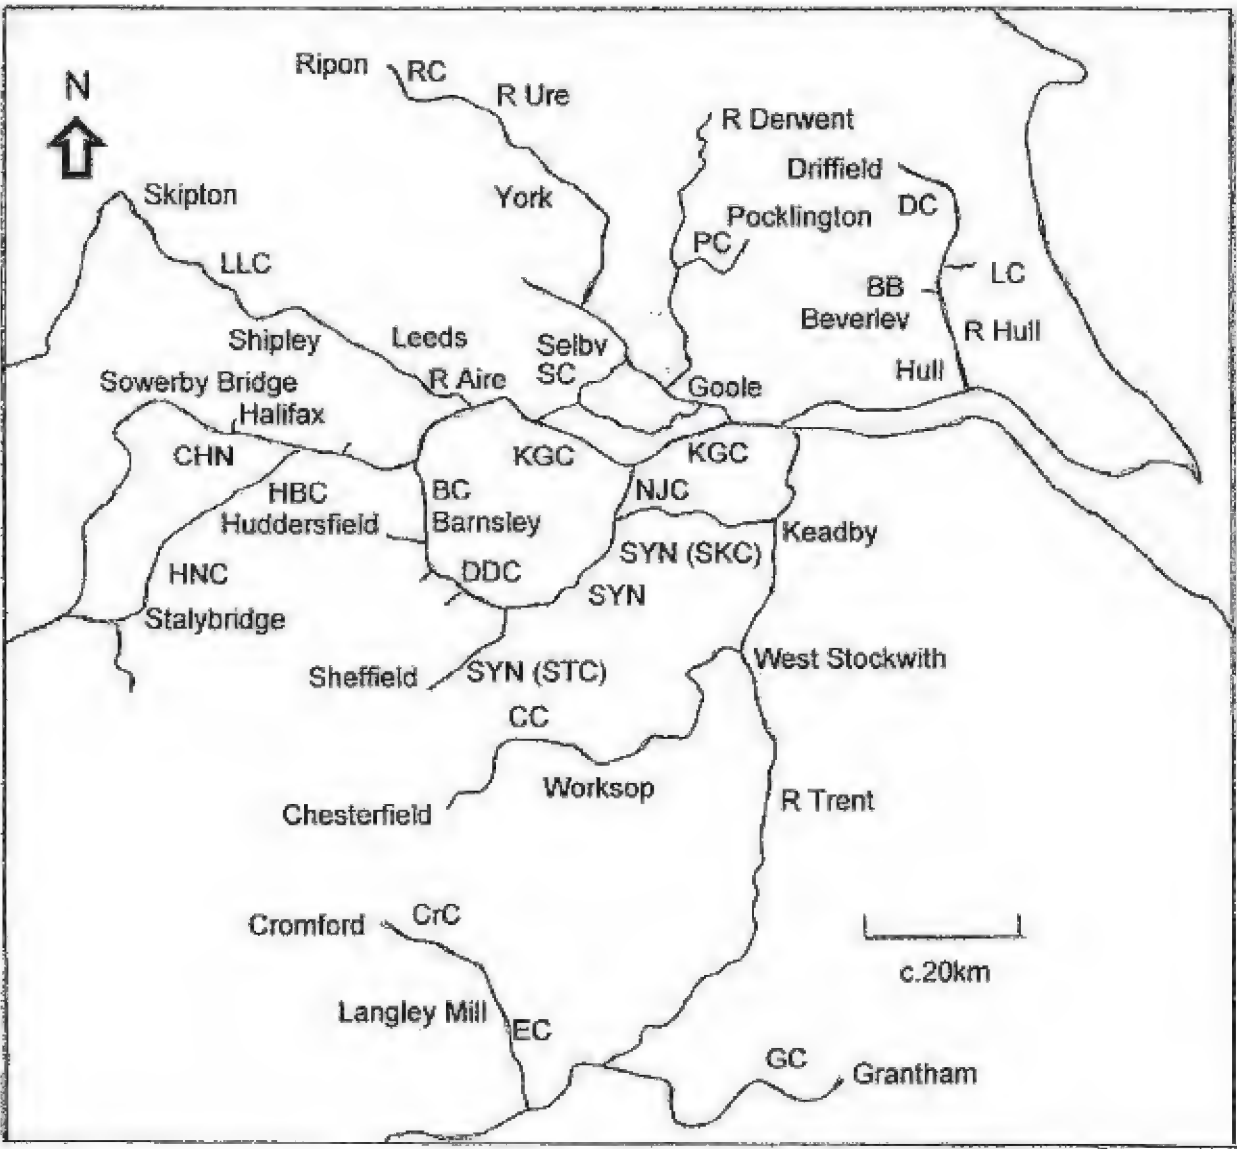 Ripon
RC
R Ure
N
R Derwent
Driffield
Skipton
York
DC
Pocklington
PC
LLC
LC
BB
Beverlev
R Hull
Shipley
Leeds
Selbv
SC
Hull
Sowerby Bridge
R Aire
Goole
Halifax
CHN
KGC
KGC
HBC
BC
NJC
Huddersfield
Barnsley
Keadby
SYN (SKC)
HNC
DDC
SYN
Stalybridge
West Stockwith
Sheffield
SYN (STC)
CC
Worksop
R Trent
Chesterfield
Cromford
CrC
c.20km
Langley Mill
EC
GC
Grantham